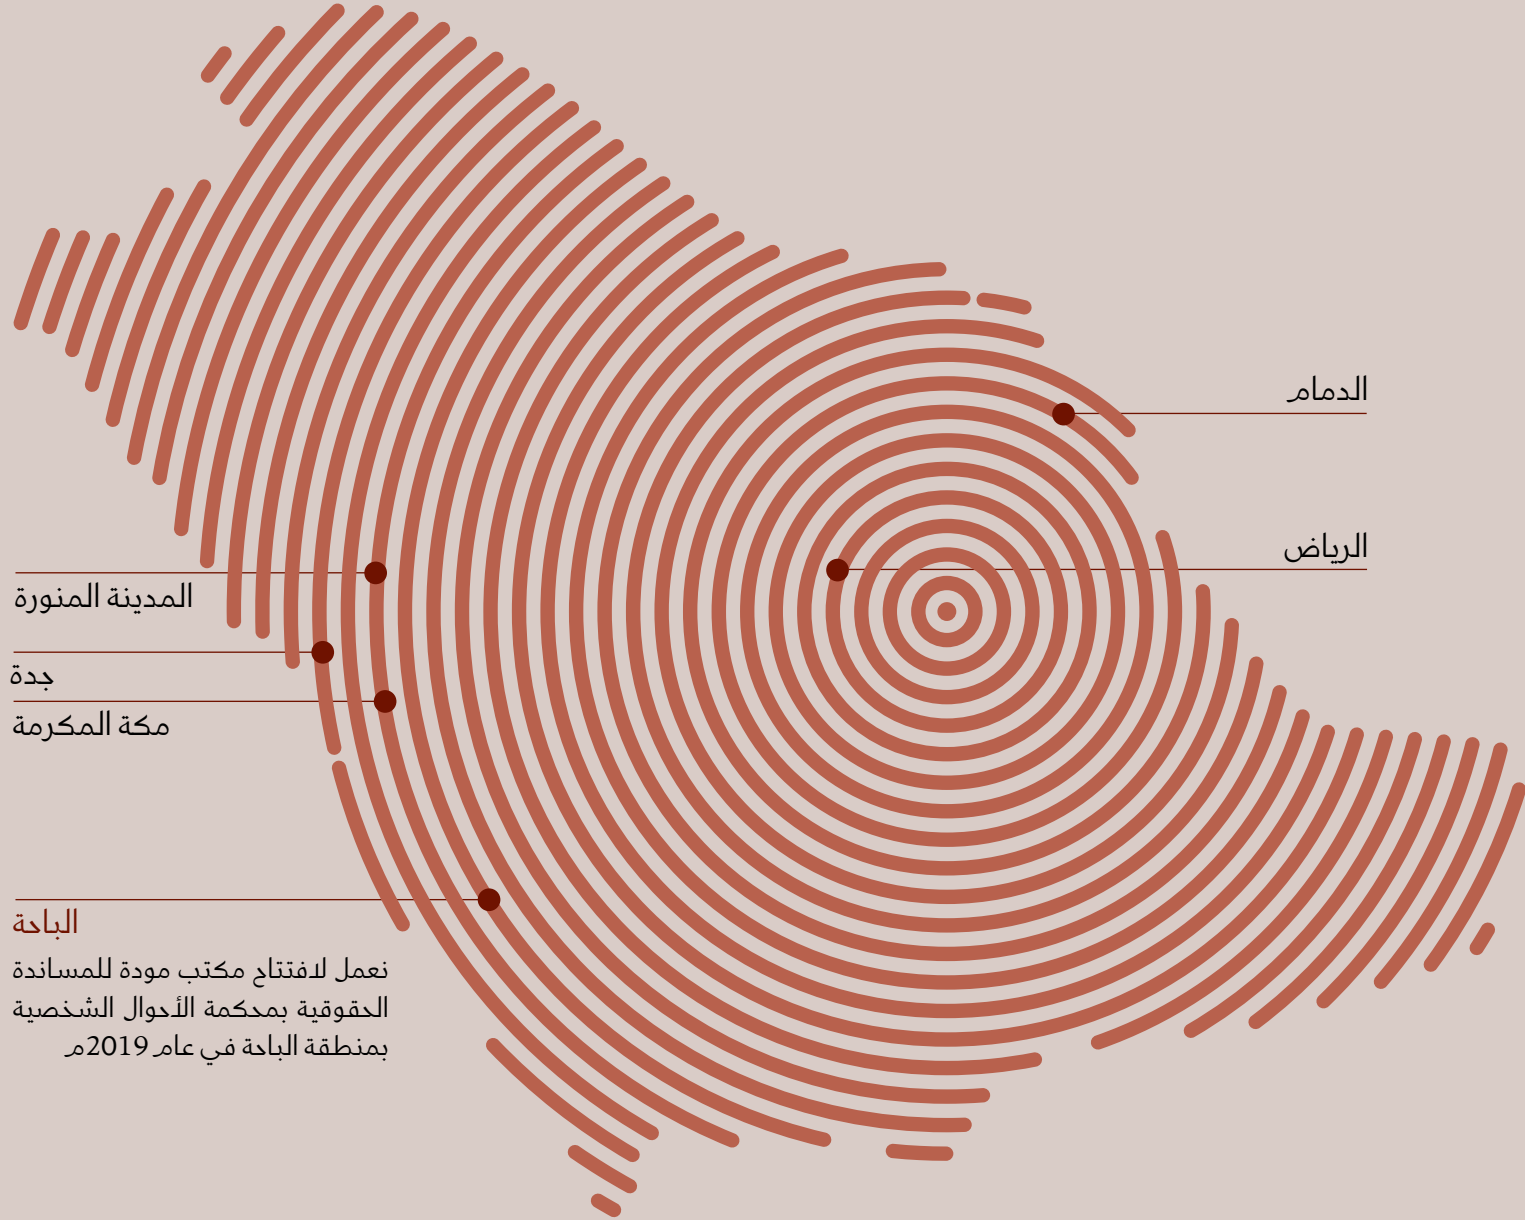 الدمام
الرياض
المدينة المنورة
جدة
مكة المكرمة
الباحة
نعمل لافتتاح مكتب مودة للمساندة
الحقوقية بمحكمة الأحوال الشخصية
بمنطقة الباحة في عام 2019م